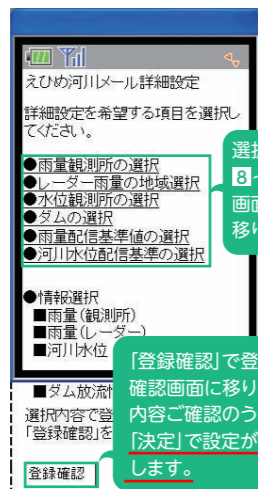 えひめ河川メール詳細設定
詳細設定を希望する項目を選択し
てください。
●雨量観測所の選択
●レーダー雨量の地域選択
●水位観測所の選択
●ダムの選択
●雨量配信基準値の選択
●河川水位配信基準の選択
選択
8
画面
移り
●情報選択
■雨量(観測所)
■雨量(レーダー)
■河川水位
■ダム放流
選択内容で登
「登録確認」を
登録確認
「登録確認」で登
確認画面に移り
内容ご確認のう
「決定」で設定が
します。